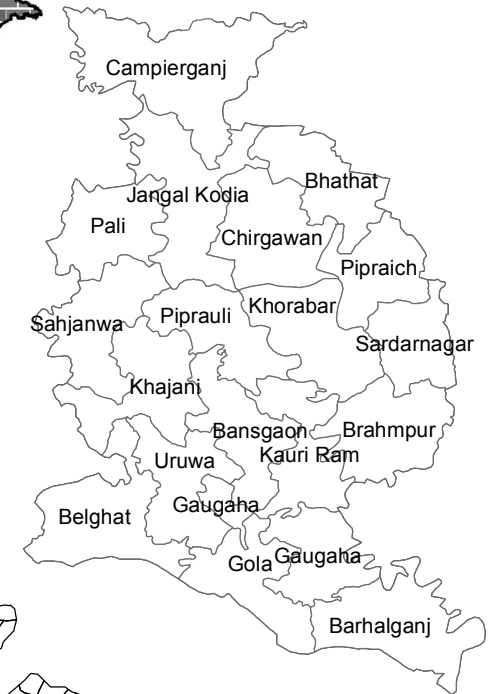 Campierganj
Bhathat
Jangal Kodia
Pali
Chirgawan
Pipraich
Khorabar
Piprauli
Sahjanwa
Sardarnagar
Khajani
Bansgaon
Brahmpur
Kauri Ram
Uruwa
Gaugaha
Belghat
Gaugaha
Gola
Barhalganj